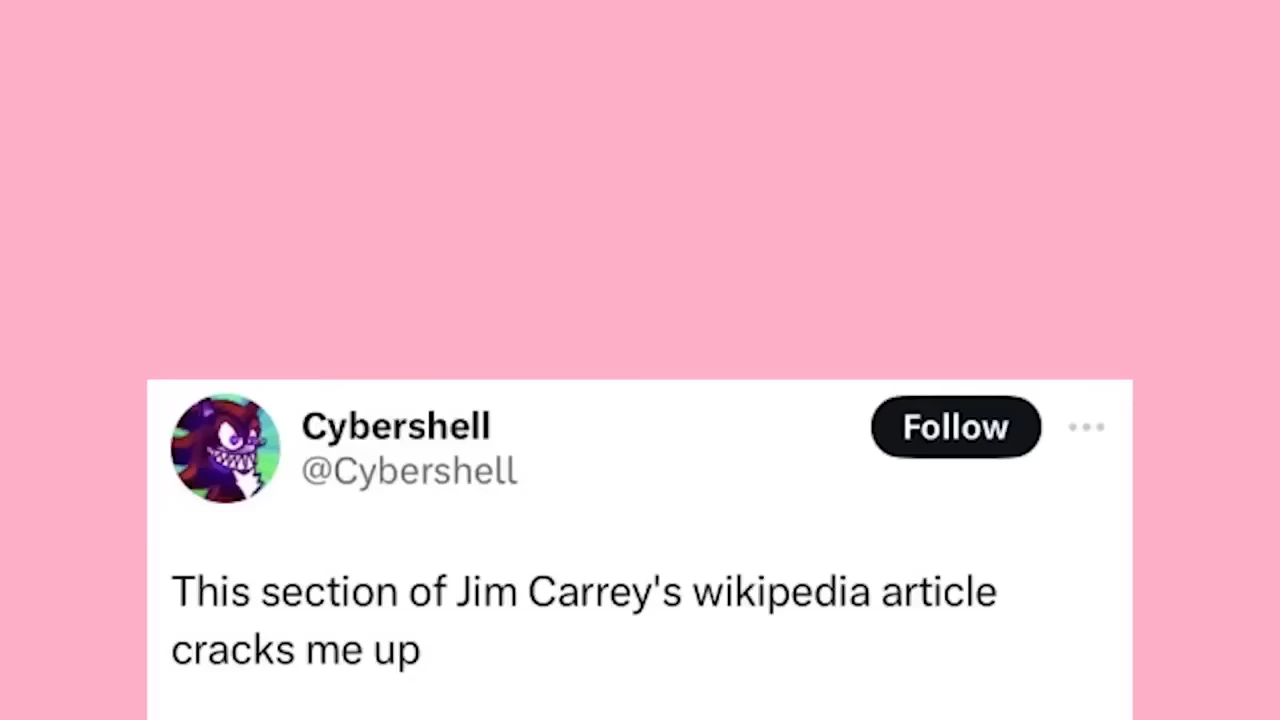 Cybershell
Follow
@Cybershell
This section of Jim Carrey's wikipedia article
cracks me up